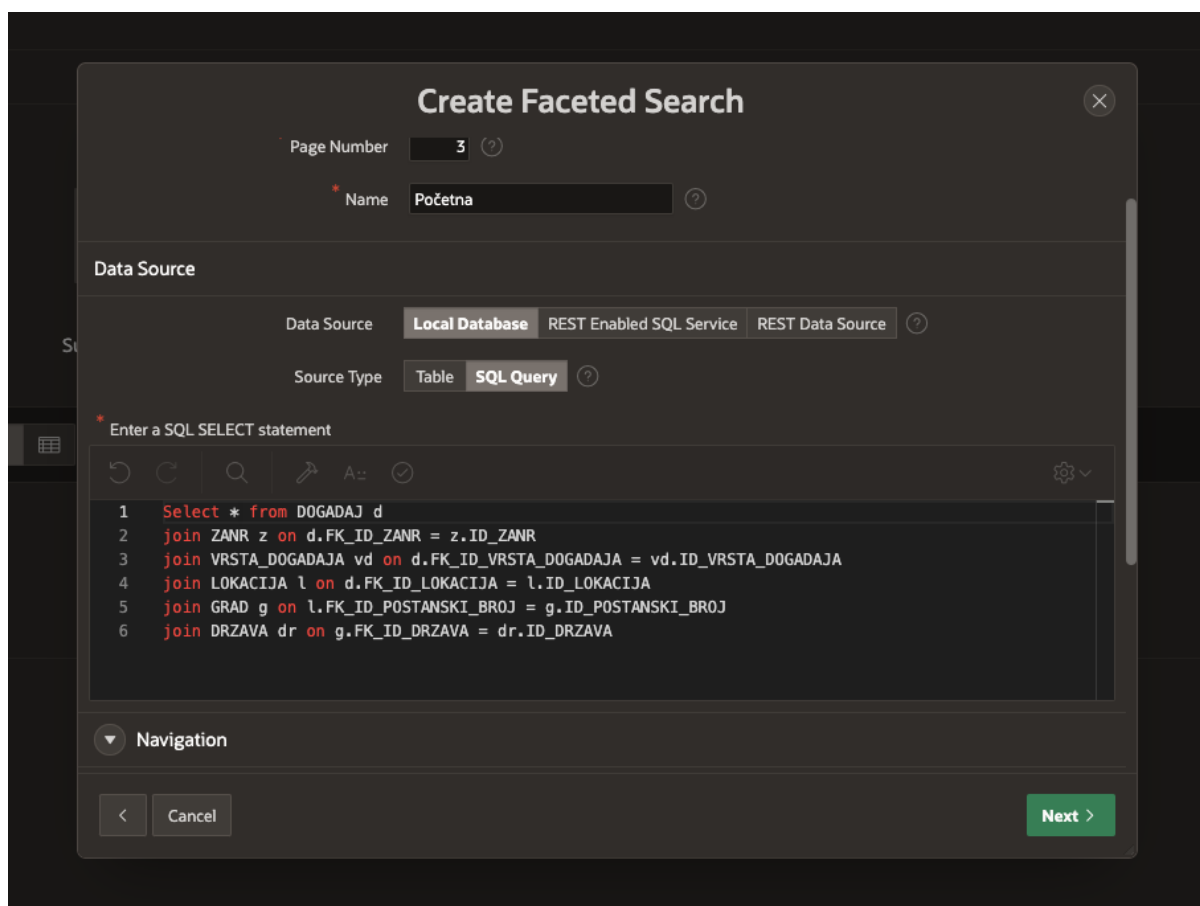 Create Faceted Search
Page Number 3
* Name Početna
Data Source
Data Source Local Database REST Enabled SQL Service REST Data Source
Source Type Table SQL Query
* Enter a SQL SELECT statement
1 Select * from DOGADAJ d
2 join ZANR z on d.FK_ID_ZANR = z.ID_ZANR
3 join VRSTA_DOGADAJA vd on d.FK_ID_VRSTA_DOGADAJA = vd.ID_VRSTA_DOGADAJA
4 join LOKACIJA l on d.FK_ID_LOKACIJA = l.ID_LOKACIJA
5 join GRAD g on l.FK_ID_POSTANSKI_BROJ = g.ID_POSTANSKI_BROJ
6 join DRZAVA dr on g.FK_ID_DRZAVA = dr.ID_DRZAVA
Navigation
Cancel Next